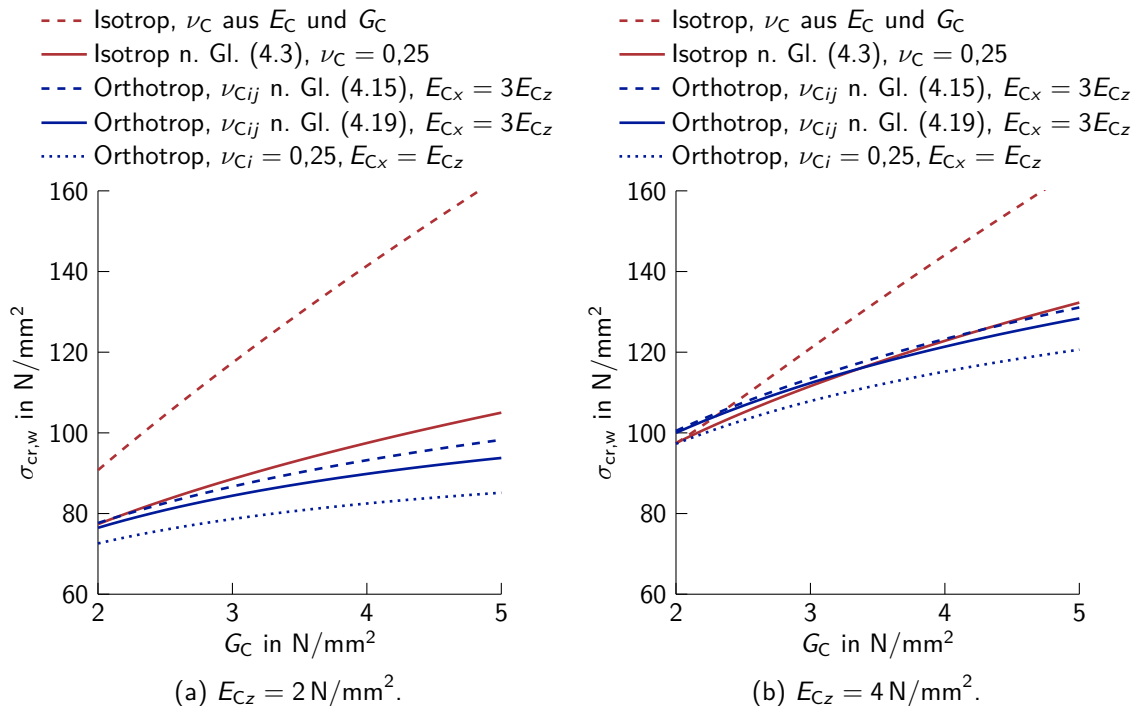 Isotrop, νC aus EC und GC
Isotrop n. Gl. (4.3), νC = 0,25
Orthotrop, νCij n. Gl. (4.15), ECx = 3ECz
Orthotrop, νCij n. Gl. (4.19), ECx = 3ECz
Orthotrop, νCi = 0,25, ECx = ECz
160
140
120
100
80
60
σcr,w in N/mm²
2 3 4 5
GC in N/mm²
(a) ECz = 2 N/mm².
Isotrop, νC aus EC und GC
Isotrop n. Gl. (4.3), νC = 0,25
Orthotrop, νCij n. Gl. (4.15), ECx = 3ECz
Orthotrop, νCij n. Gl. (4.19), ECx = 3ECz
Orthotrop, νCi = 0,25, ECx = ECz
160
140
120
100
80
60
σcr,w in N/mm²
2 3 4 5
GC in N/mm²
(b) ECz = 4 N/mm².